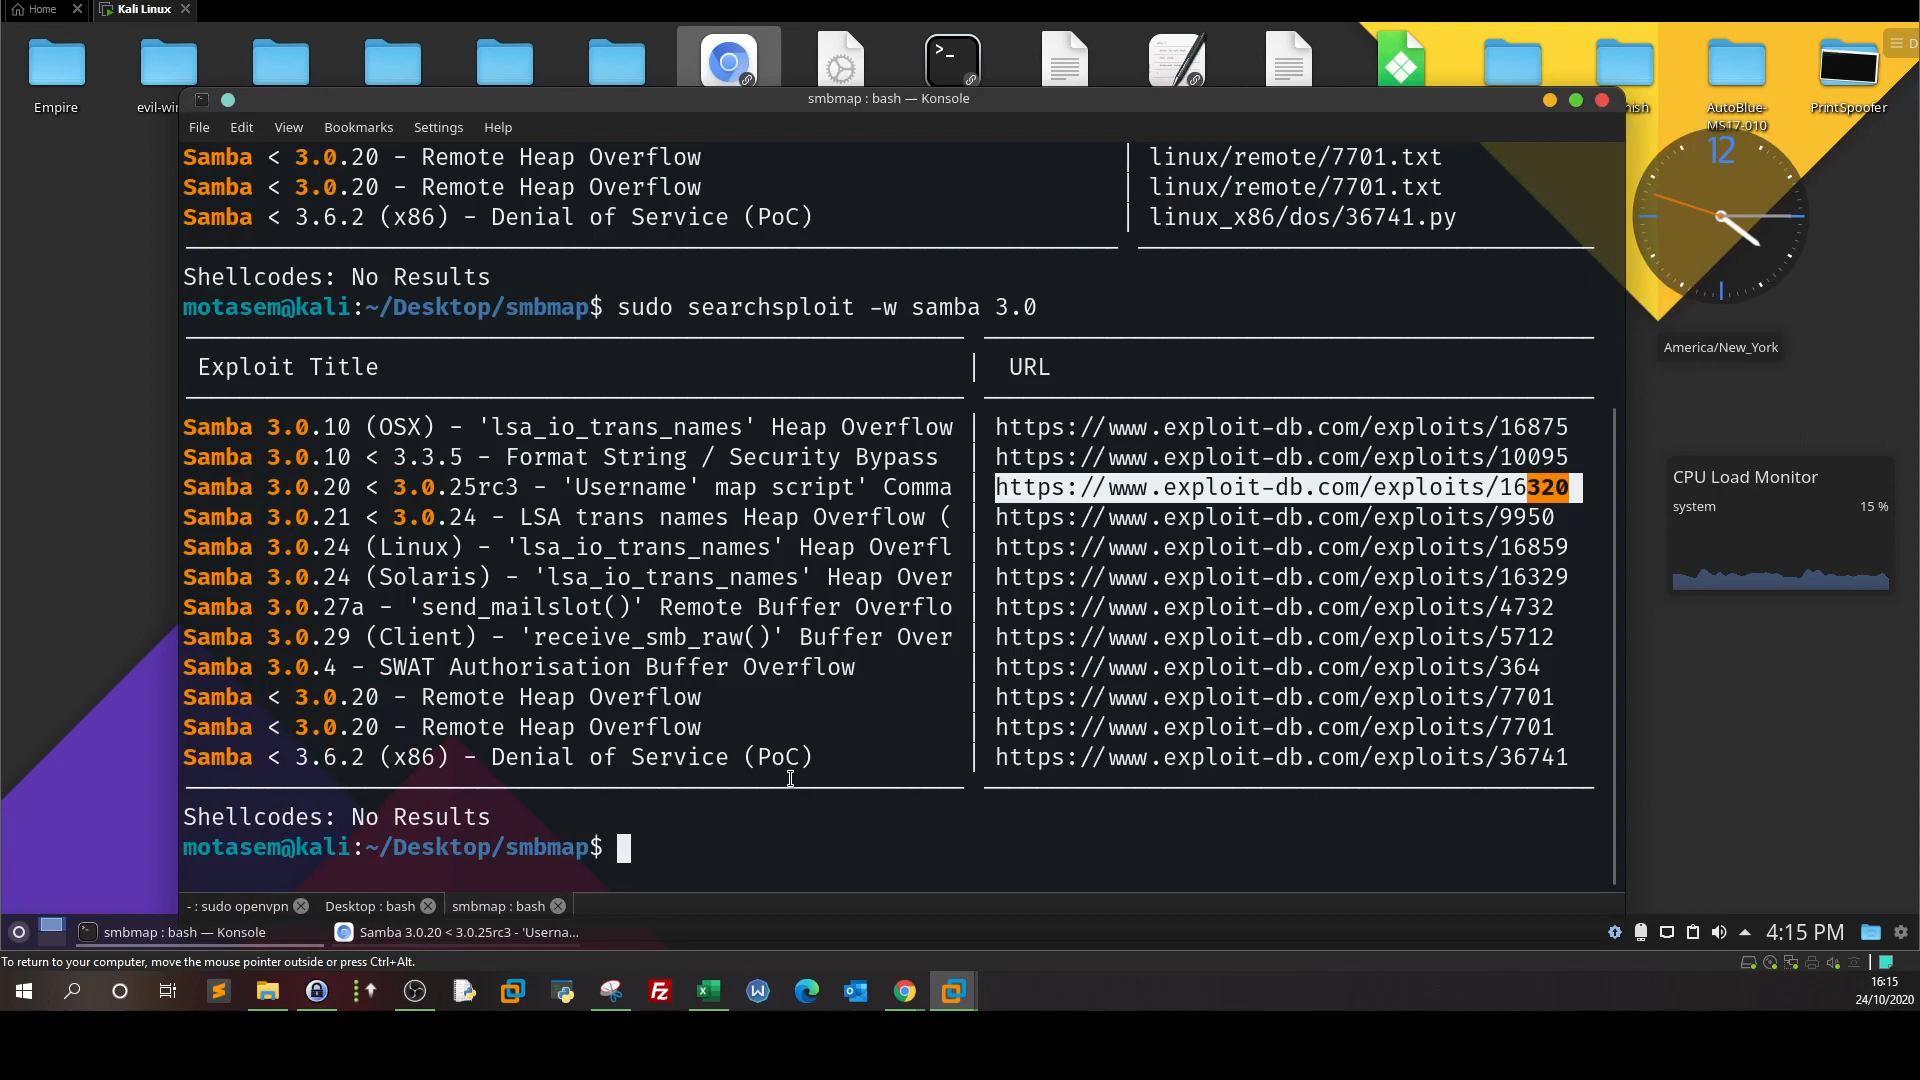 Home
Kali Linux
Empire
evil-wi
nish
AutoBlue-
MS17-010
PrintSpoofer
D
smbmap : bash — Konsole
File Edit View Bookmarks Settings Help
Samba < 3.0.20 - Remote Heap Overflow | linux/remote/7701.txt
Samba < 3.0.20 - Remote Heap Overflow | linux/remote/7701.txt
Samba < 3.6.2 (x86) - Denial of Service (PoC) | linux_x86/dos/36741.py
Shellcodes: No Results
motasem@kali:~/Desktop/smbmap$ sudo searchsploit -w samba 3.0
Exploit Title | URL
Samba 3.0.10 (OSX) - 'lsa_io_trans_names' Heap Overflow | https://www.exploit-db.com/exploits/16875
Samba 3.0.10 < 3.3.5 - Format String / Security Bypass | https://www.exploit-db.com/exploits/10095
Samba 3.0.20 < 3.0.25rc3 - 'Username' map script' Comma | https://www.exploit-db.com/exploits/16320
Samba 3.0.21 < 3.0.24 - LSA trans names Heap Overflow ( | https://www.exploit-db.com/exploits/9950
Samba 3.0.24 (Linux) - 'lsa_io_trans_names' Heap Overfl | https://www.exploit-db.com/exploits/16859
Samba 3.0.24 (Solaris) - 'lsa_io_trans_names' Heap Over | https://www.exploit-db.com/exploits/16329
Samba 3.0.27a - 'send_mailslot()' Remote Buffer Overflo | https://www.exploit-db.com/exploits/4732
Samba 3.0.29 (Client) - 'receive_smb_raw()' Buffer Over | https://www.exploit-db.com/exploits/5712
Samba 3.0.4 - SWAT Authorisation Buffer Overflow | https://www.exploit-db.com/exploits/364
Samba < 3.0.20 - Remote Heap Overflow | https://www.exploit-db.com/exploits/7701
Samba < 3.0.20 - Remote Heap Overflow | https://www.exploit-db.com/exploits/7701
Samba < 3.6.2 (x86) - Denial of Service (PoC) | https://www.exploit-db.com/exploits/36741
Shellcodes: No Results
motasem@kali:~/Desktop/smbmap$
12
America/New_York
CPU Load Monitor
system 15 %
- : sudo openvpn
Desktop : bash
smbmap : bash
smbmap : bash — Konsole
Samba 3.0.20 < 3.0.25rc3 - 'Userna...
4:15 PM
To return to your computer, move the mouse pointer outside or press Ctrl+Alt.
16:15
24/10/2020